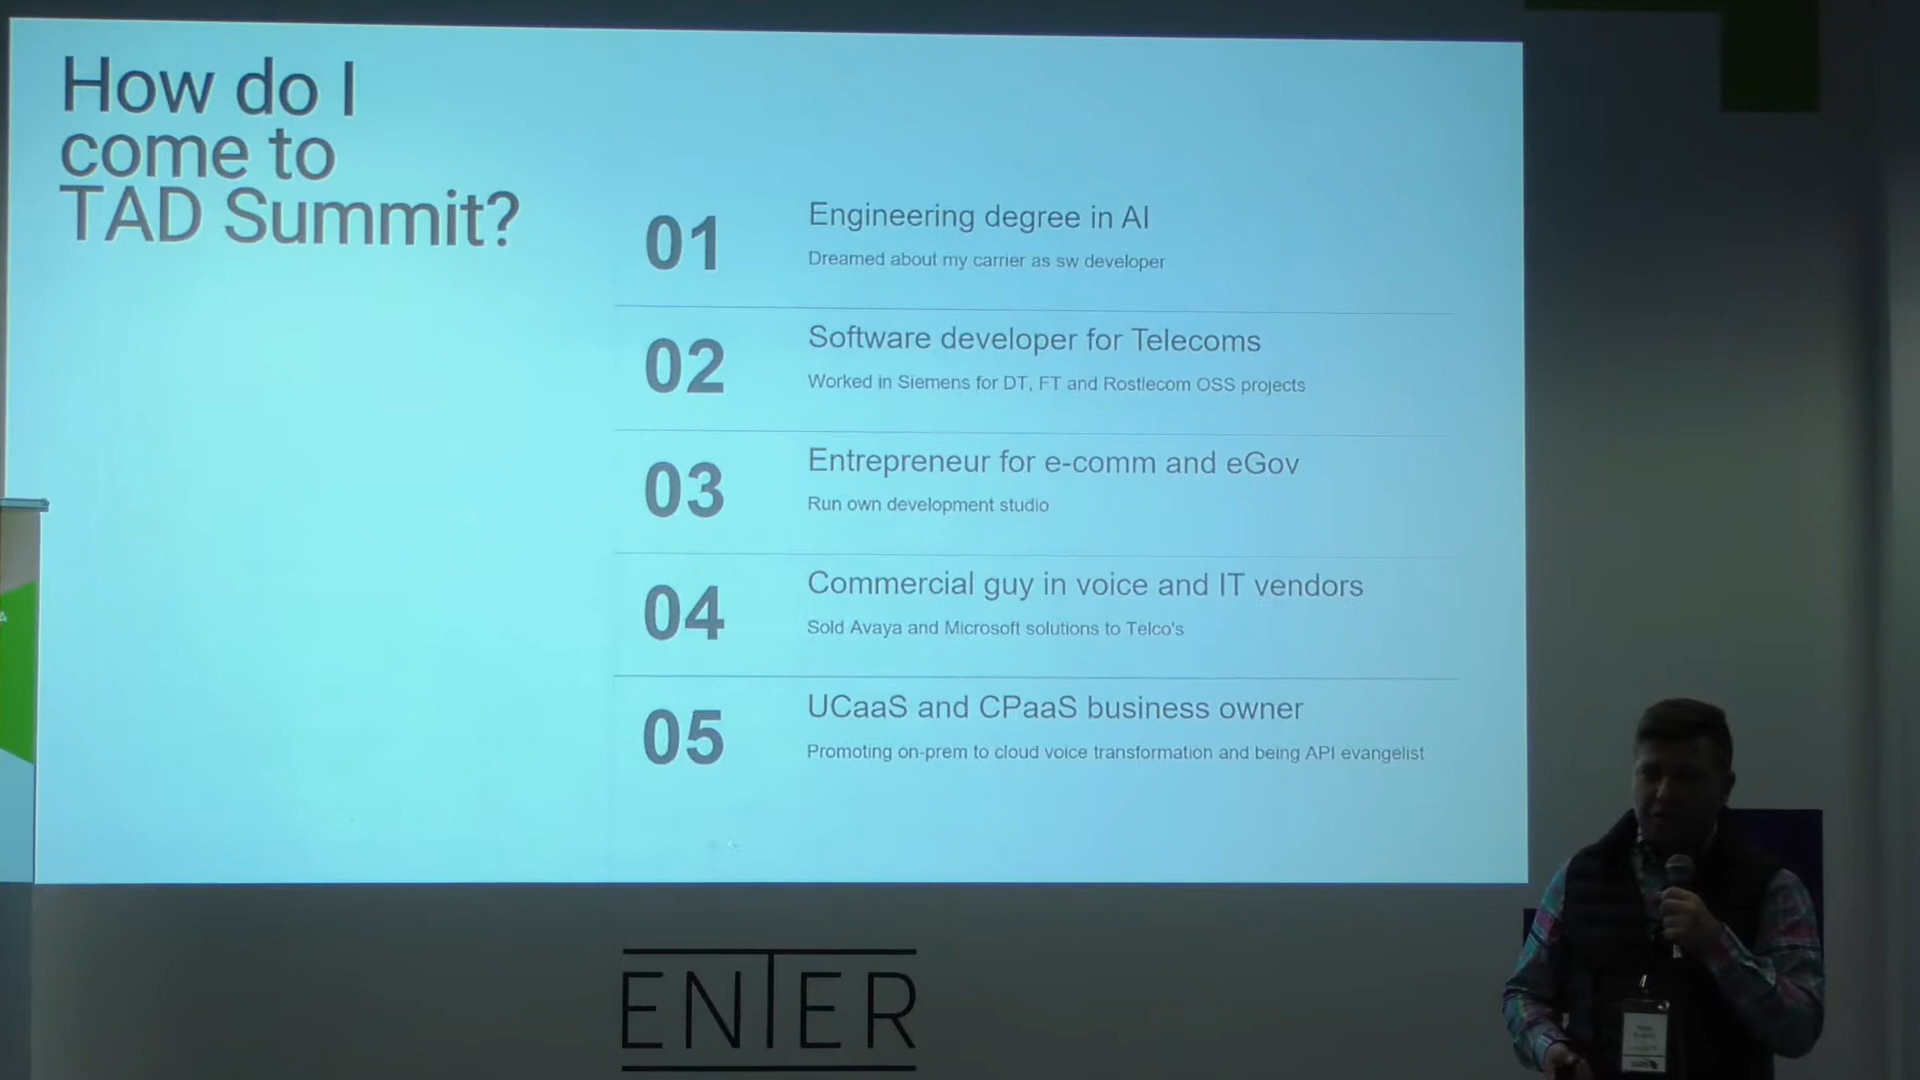 How do I
come to
TAD Summit?
01
Engineering degree in AI
Dreamed about my carrier as sw developer
02
Software developer for Telecoms
Worked in Siemens for DT, FT and Rostlecom OSS projects
03
Entrepreneur for e-comm and eGov
Run own development studio
04
Commercial guy in voice and IT vendors
Sold Avaya and Microsoft solutions to Telco's
05
UCaaS and CPaaS business owner
Promoting on-prem to cloud voice transformation and being API evangelist
ENTER